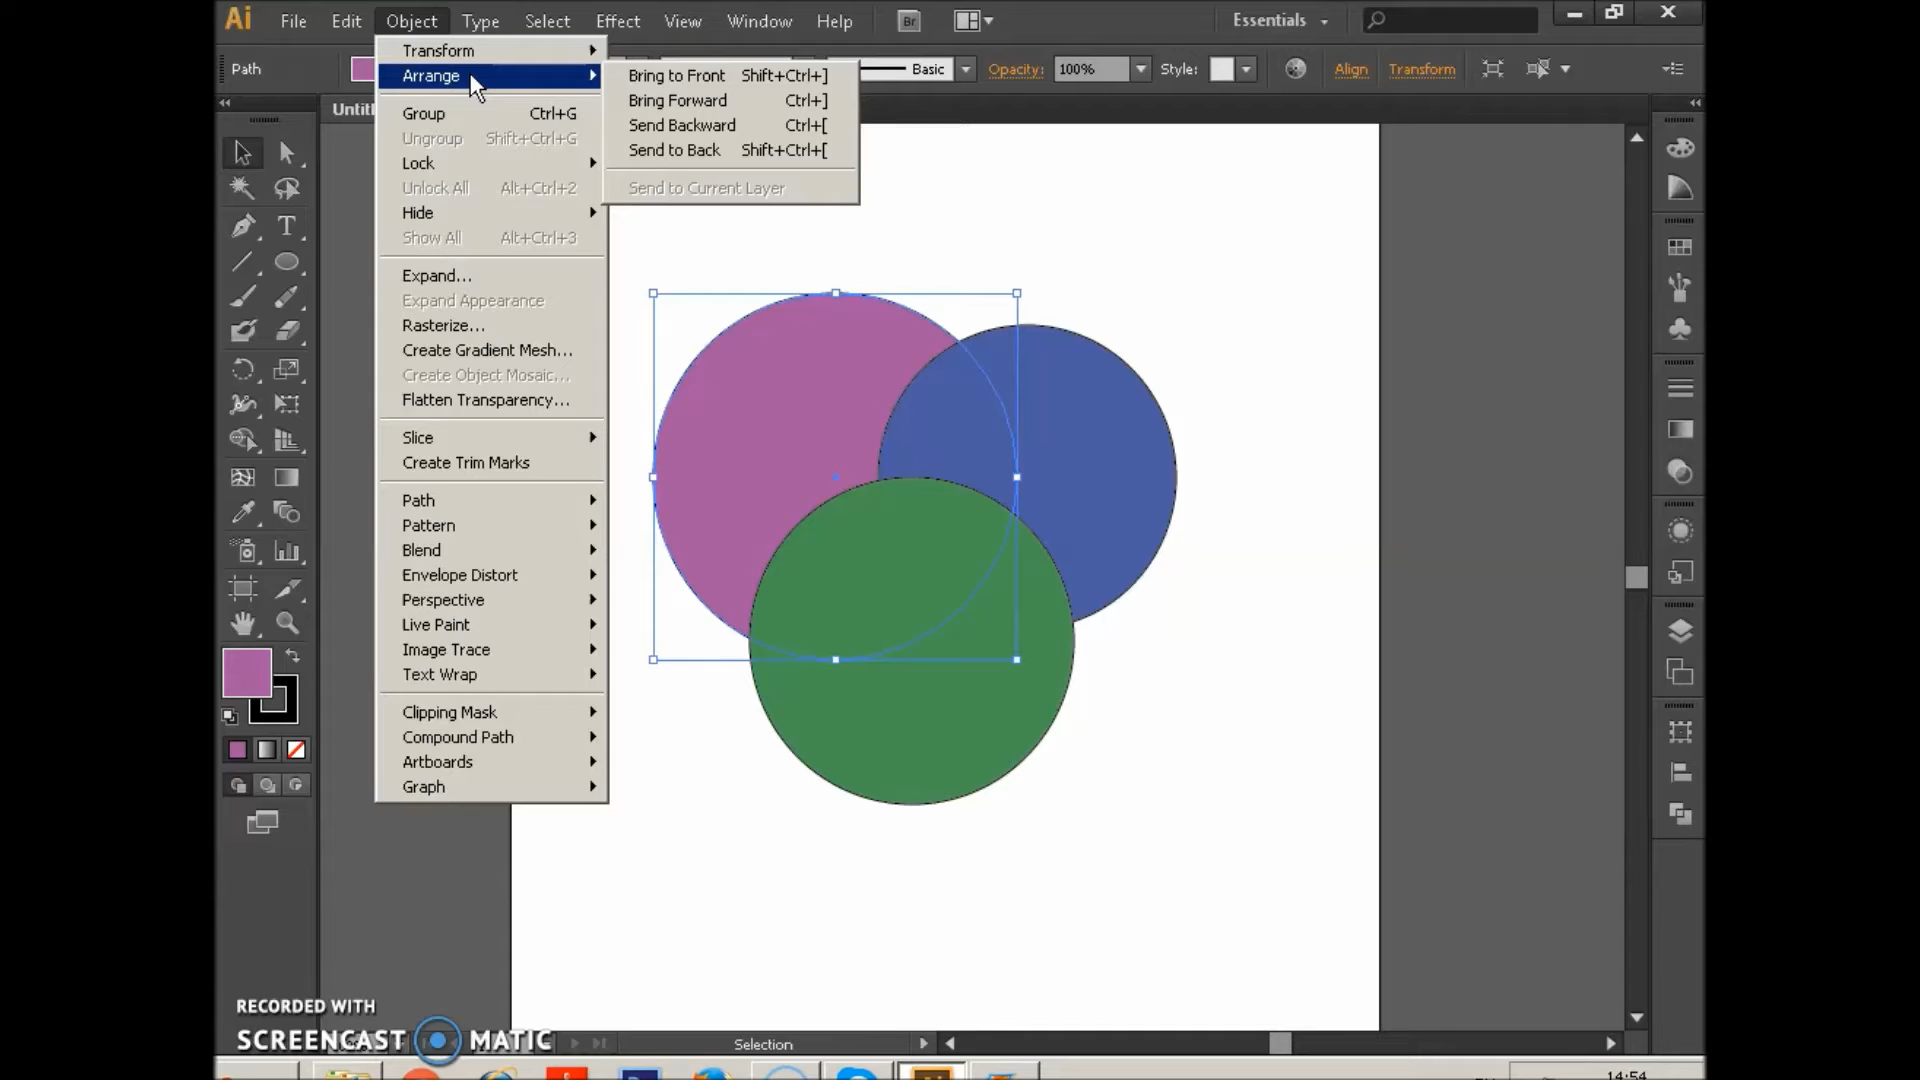 Ai File Edit Object Type Select Effect View Window Help Br Essentials
Path Basic Opacity: 100% Style: Align Transform
Transform
Arrange
Group Ctrl+G
Ungroup Shift+Ctrl+G
Lock
Unlock All Alt+Ctrl+2
Hide
Show All Alt+Ctrl+3
Expand...
Expand Appearance
Rasterize...
Create Gradient Mesh...
Create Object Mosaic...
Flatten Transparency...
Slice
Create Trim Marks
Path
Pattern
Blend
Envelope Distort
Perspective
Live Paint
Image Trace
Text Wrap
Clipping Mask
Compound Path
Artboards
Graph
Bring to Front Shift+Ctrl+]
Bring Forward Ctrl+]
Send Backward Ctrl+[
Send to Back Shift+Ctrl+[
Send to Current Layer
RECORDED WITH
SCREENCAST MATIC
Selection
14:54